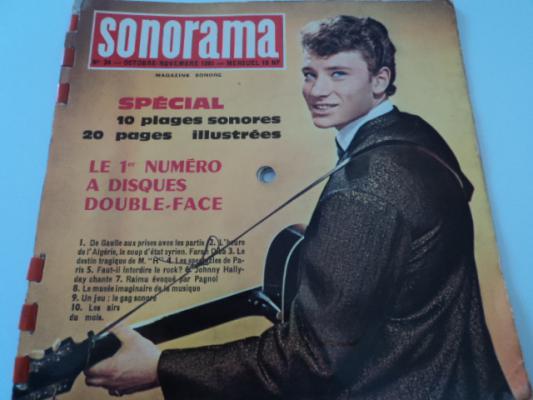 sonorama
N° 34 — OCTOBRE-NOVEMBRE 1961 — MENSUEL 10 NF
MAGAZINE SONORE
SPÉCIAL
10 plages sonores
20 pages illustrées
LE 1er NUMÉRO
A DISQUES
DOUBLE-FACE
1. De Gaulle aux prises avec les partis 2. L'heure
de l'Algérie, le coup d'état syrien. Farah Diba 3. Le
destin tragique de M. "H" 4. Les spectacles de Pa-
ris 5. Faut-il interdire le rock? 6. Johnny Hally-
day chante 7. Raimu évoqué par Pagnol
8. Le musée imaginaire de la musique
9. Un jeu : le gag sonore
10. Les airs
du mois.